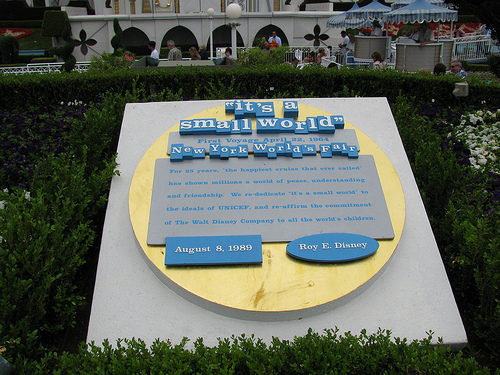 "it's a
small world"
First Voyage April 22, 1964
New York World's Fair
For 25 years, 'the happiest cruise that ever sailed'
has shown millions a world of peace, understanding
and friendship. We re-dedicate 'it's a small world' to
the ideals of UNICEF, and re-affirm the commitment
of The Walt Disney Company to all the world's children.
August 8, 1989
Roy E. Disney